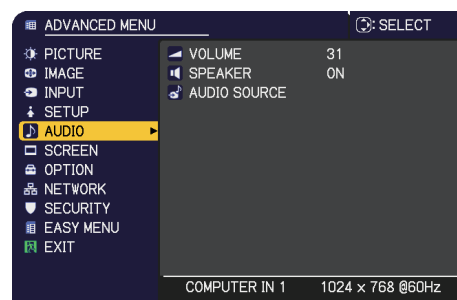 ADVANCED MENU
: SELECT
PICTURE
IMAGE
INPUT
SETUP
AUDIO
SCREEN
OPTION
NETWORK
SECURITY
EASY MENU
EXIT
VOLUME 31
SPEAKER ON
AUDIO SOURCE
COMPUTER IN 1 1024 x 768 @60Hz